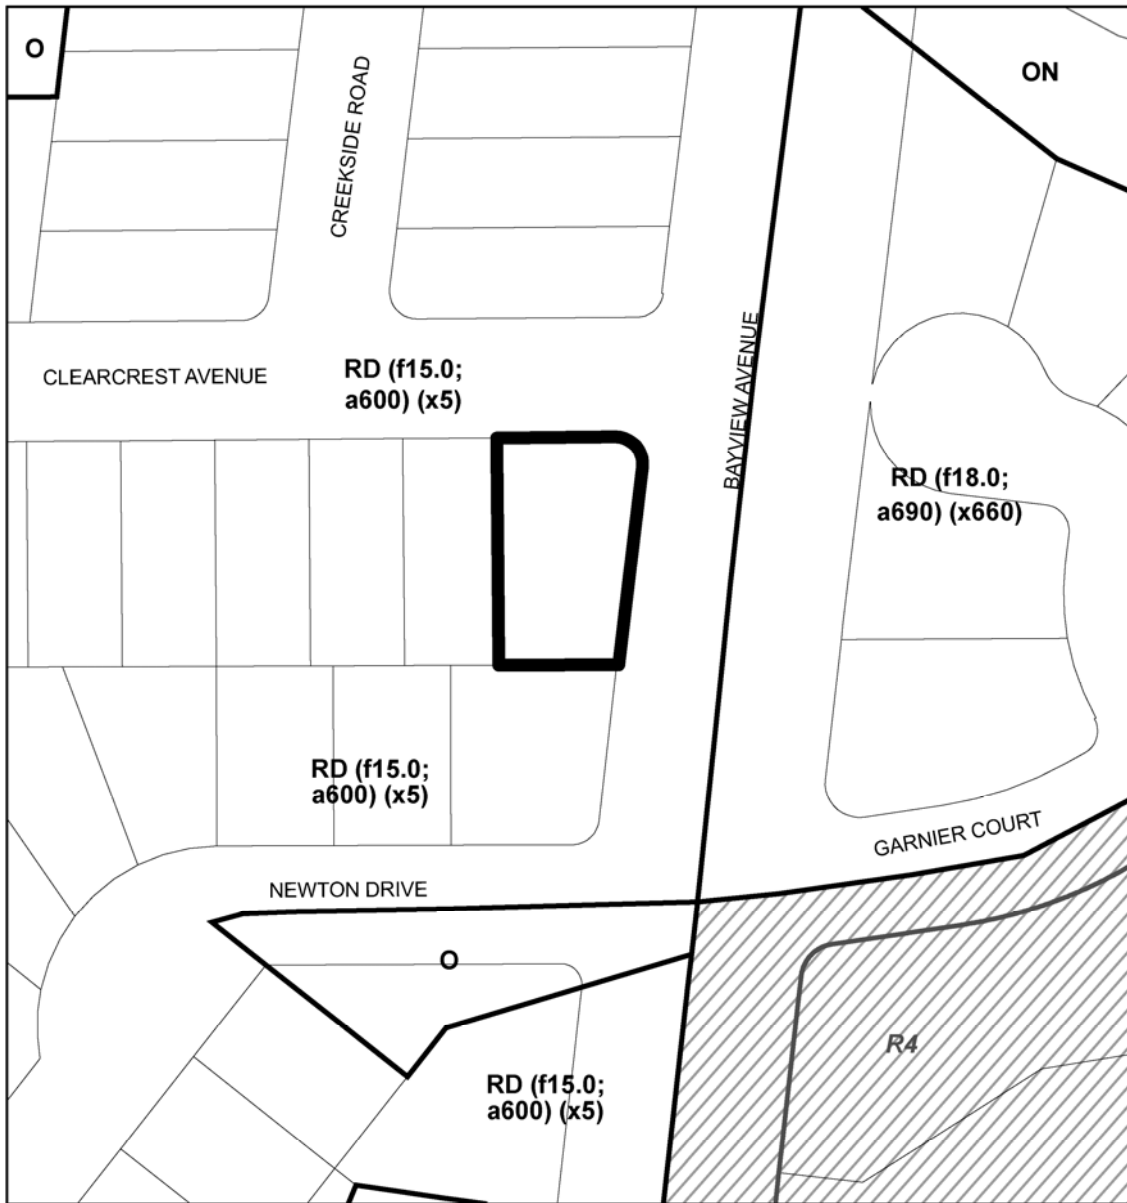 O
ON
CREEKSIDE ROAD
CLEARCREST AVENUE
RD (f15.0;
a600) (x5)
BAYVIEW AVENUE
RD (f18.0;
a690) (x660)
RD (f15.0;
a600) (x5)
GARNIER COURT
NEWTON DRIVE
O
R4
RD (f15.0;
a600) (x5)